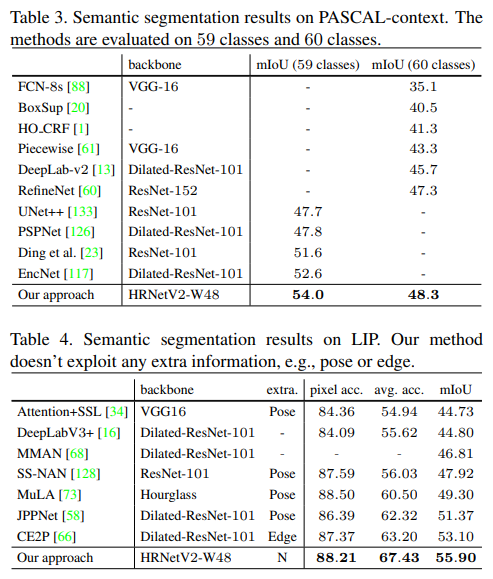 Table 3. Semantic segmentation results on PASCAL-context. The
methods are evaluated on 59 classes and 60 classes.
backbone mIoU (59 classes) mIoU (60 classes)
FCN-8s [88] VGG-16 - 35.1
BoxSup [20] - - 40.5
HO_CRF [1] - - 41.3
Piecewise [61] VGG-16 - 43.3
DeepLab-v2 [13] Dilated-ResNet-101 - 45.7
RefineNet [60] ResNet-152 - 47.3
UNet++ [133] ResNet-101 47.7 -
PSPNet [126] Dilated-ResNet-101 47.8 -
Ding et al. [23] ResNet-101 51.6 -
EncNet [117] Dilated-ResNet-101 52.6 -
Our approach HRNetV2-W48 54.0 48.3
Table 4. Semantic segmentation results on LIP. Our method
doesn't exploit any extra information, e.g., pose or edge.
backbone extra. pixel acc. avg. acc. mIoU
Attention+SSL [34] VGG16 Pose 84.36 54.94 44.73
DeepLabV3+ [16] Dilated-ResNet-101 - 84.09 55.62 44.80
MMAN [68] Dilated-ResNet-101 - - - 46.81
SS-NAN [128] ResNet-101 Pose 87.59 56.03 47.92
MuLA [73] Hourglass Pose 88.50 60.50 49.30
JPPNet [58] Dilated-ResNet-101 Pose 86.39 62.32 51.37
CE2P [66] Dilated-ResNet-101 Edge 87.37 63.20 53.10
Our approach HRNetV2-W48 N 88.21 67.43 55.90